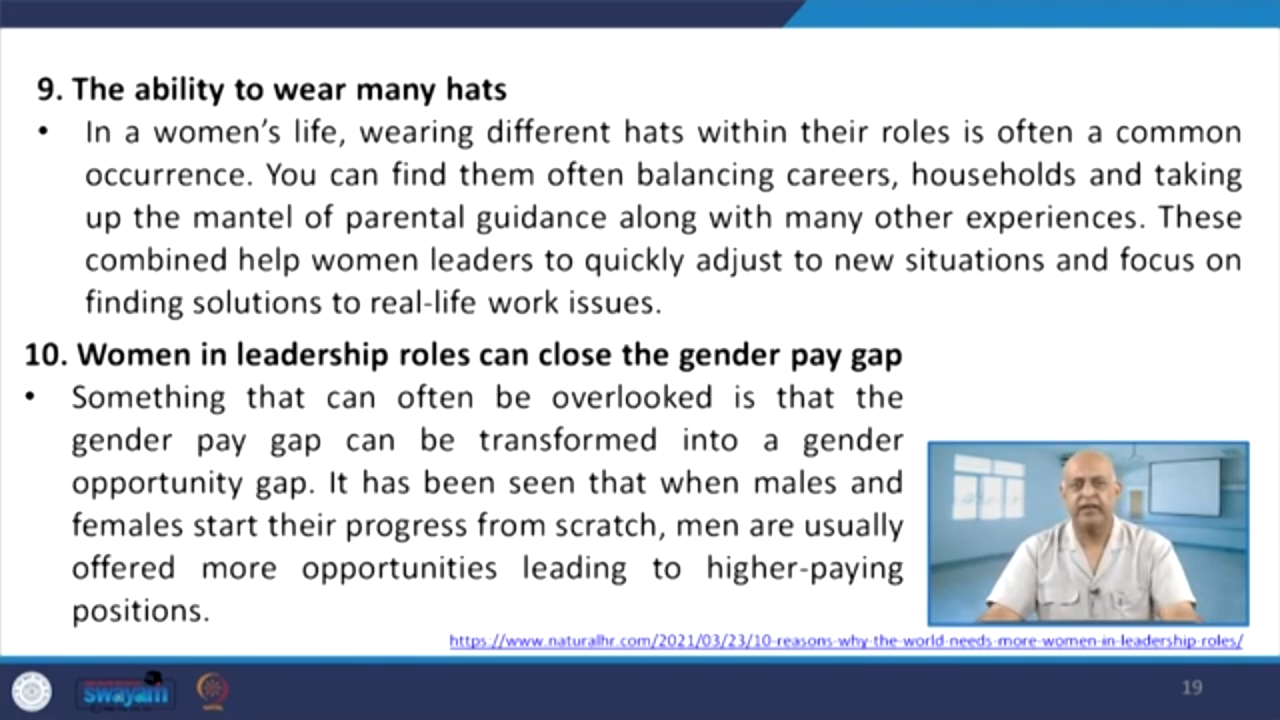 9. The ability to wear many hats
• In a women’s life, wearing different hats within their roles is often a common
occurrence. You can find them often balancing careers, households and taking
up the mantel of parental guidance along with many other experiences. These
combined help women leaders to quickly adjust to new situations and focus on
finding solutions to real-life work issues.
10. Women in leadership roles can close the gender pay gap
• Something that can often be overlooked is that the
gender pay gap can be transformed into a gender
opportunity gap. It has been seen that when males and
females start their progress from scratch, men are usually
offered more opportunities leading to higher-paying
positions.
https://www.naturalhr.com/2021/03/23/10-reasons-why-the-world-needs-more-women-in-leadership-roles/
swayam
19